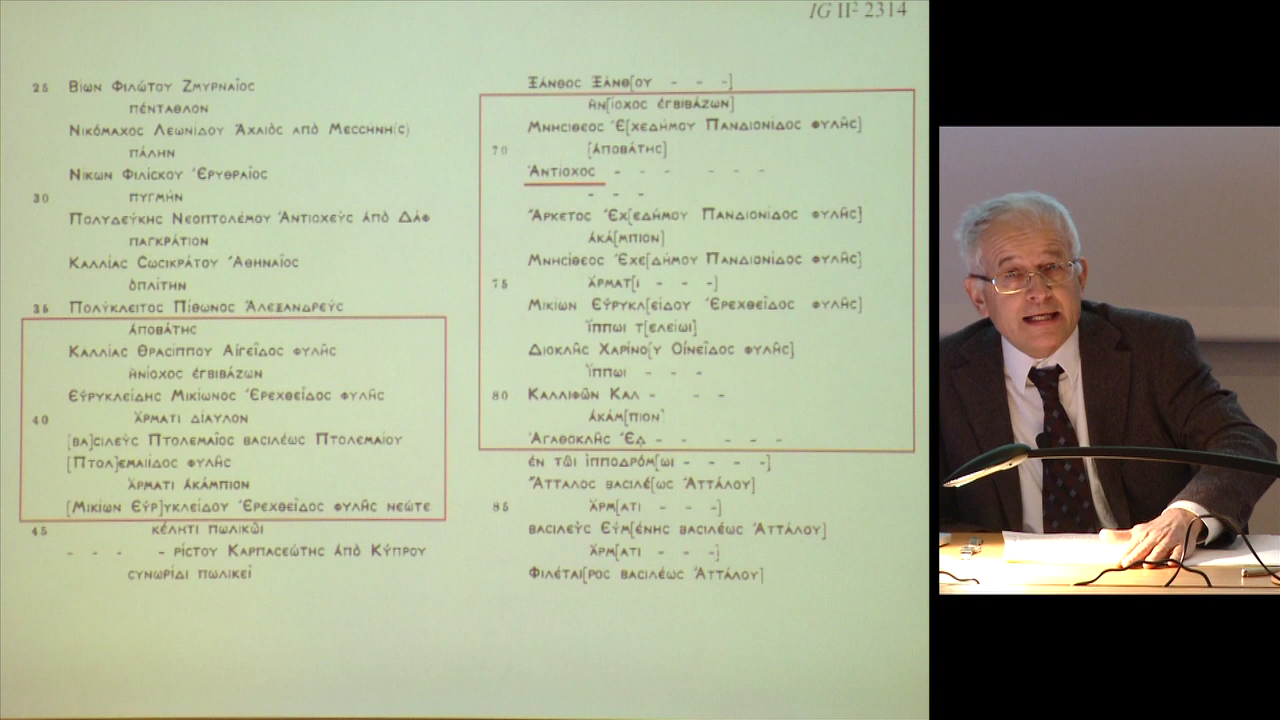 IG II² 2314
25 Βίων Φιλώτου Ζμυρναῖος
πένταθλον
Νικόμαχος Λεωνίδου Ἀχαιὸς ἀπὸ Μεσσήνη(ς)
πάλην
Νίκων Φιλίσκου Ἐρυθραῖος
30 πυγμήν
Πολυδεύκης Νεοπτολέμου Ἀντιοχεὺς ἀπὸ Δάφ
παγκράτιον
Καλλίας Σωσικράτου Ἀθηναῖος
ὁπλίτην
35 Πολύκλειτος Πίθωνος Ἀλεξανδρεύς
ἀποβάτης
Καλλίας Θρασίππου Αἰγεῖδος φυλῆς
ἡνίοχος ἐγβιβάζων
Εὐρυκλείδης Μικίωνος Ἐρεχθεῖδος φυλῆς
40 ἅρματι δίαυλον
[βα]σιλεὺς Πτολεμαῖος βασιλέως Πτολεμαίου
[Πτολ]εμαιίδος φυλῆς
ἅρματι ἀκάμπιον
[Μικίων Εὐρ]υκλείδου Ἐρεχθεῖδος φυλῆς νεώτε
45 κέλητι πωλικῶι
- - - - ρίστου Καρπασεώτης ἀπὸ Κύπρου
συνωρίδι πωλικεῖ
Ξάνθος Ξάνθ[ου - - -]
ἡν[ίοχος ἐγβιβάζων]
Μνησίθεος Ἐ[χεδήμου Πανδιονίδος φυλῆς]
70 [ἀποβάτης]
Ἀντίοχος - - - - - -
- - -
Ἄρκετος Ἐχ[εδήμου Πανδιονίδος φυλῆς]
ἀκά[μπιον]
Μνησίθεος Ἐχε[δήμου Πανδιονίδος φυλῆς]
75 ἅρματ[ι - - -]
Μικίων Εὐρυκλ[είδου Ἐρεχθεῖδος φυλῆς]
ἵππωι τ[ελείωι]
Διοκλῆς Χαρίνο[υ Οἰνεῖδος φυλῆς]
ἵππωι - - -
80 Καλλιφῶν Καλ - - -
ἀκάμ[πιον]
Ἀγαθοκλῆς Ἐ - - - - -
ἐν τῶι ἱπποδρόμ[ωι - - - -]
Ἄτταλος βασιλέ[ως Ἀττάλου]
85 ἅρμ[ατι - - -]
βασιλεὺς Εὐμ[ένης βασιλέως Ἀττάλου]
ἅρμ[ατι - - -]
Φιλέται[ρος βασιλέως Ἀττάλου]